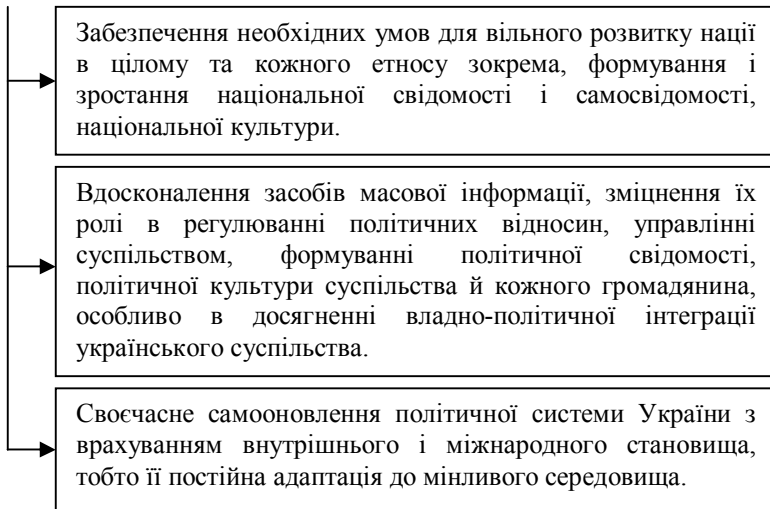 Забезпечення необхідних умов для вільного розвитку нації
в цілому та кожного етносу зокрема, формування і
зростання національної свідомості і самосвідомості,
національної культури.
Вдосконалення засобів масової інформації, зміцнення їх
ролі в регулюванні політичних відносин, управлінні
суспільством, формуванні політичної свідомості,
політичної культури суспільства й кожного громадянина,
особливо в досягненні владно-політичної інтеграції
українського суспільства.
Своєчасне самооновлення політичної системи України з
врахуванням внутрішнього і міжнародного становища,
тобто її постійна адаптація до мінливого середовища.